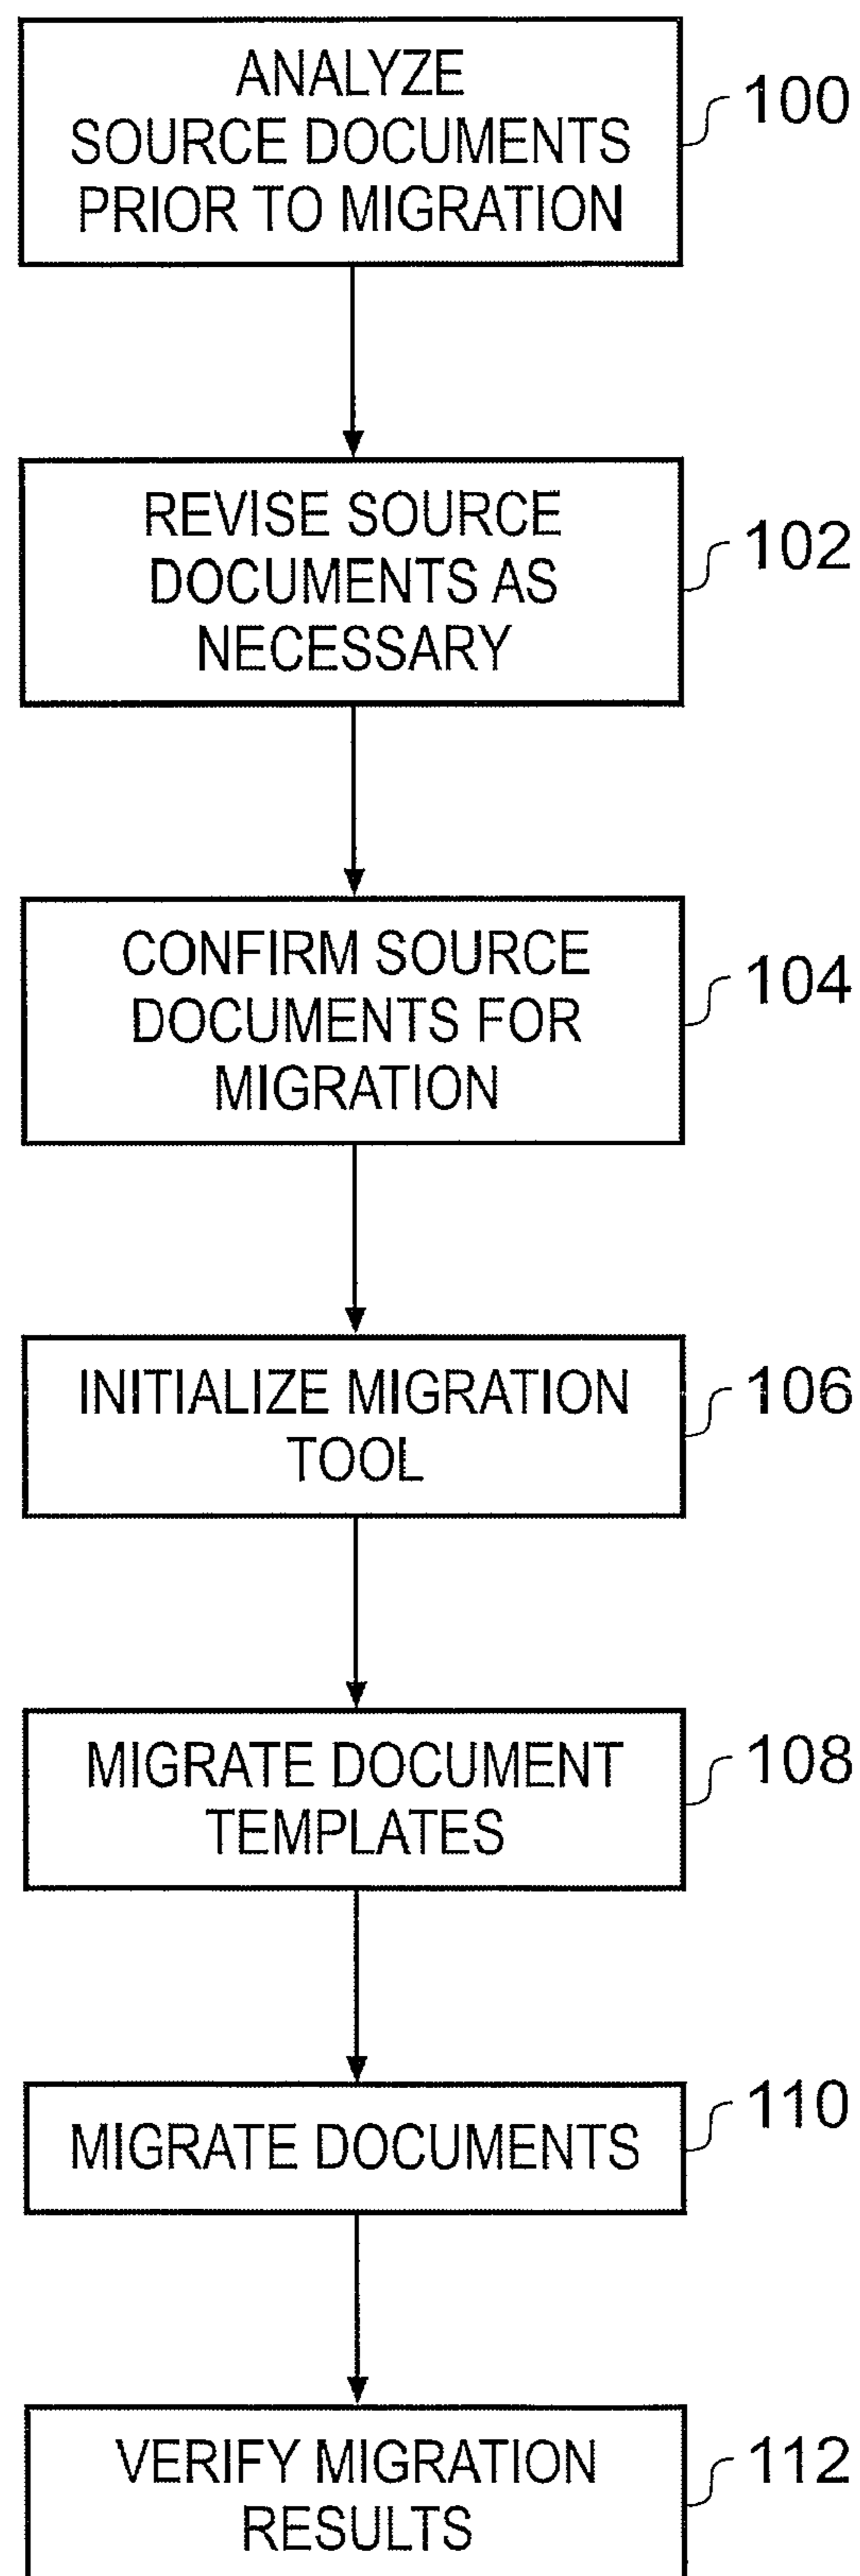 ANALYZE
SOURCE DOCUMENTS
PRIOR TO MIGRATION
100
REVISE SOURCE
DOCUMENTS AS
NECESSARY
102
CONFIRM SOURCE
DOCUMENTS FOR
MIGRATION
104
INITIALIZE MIGRATION
TOOL
106
MIGRATE DOCUMENT
TEMPLATES
108
MIGRATE DOCUMENTS
110
VERIFY MIGRATION
RESULTS
112